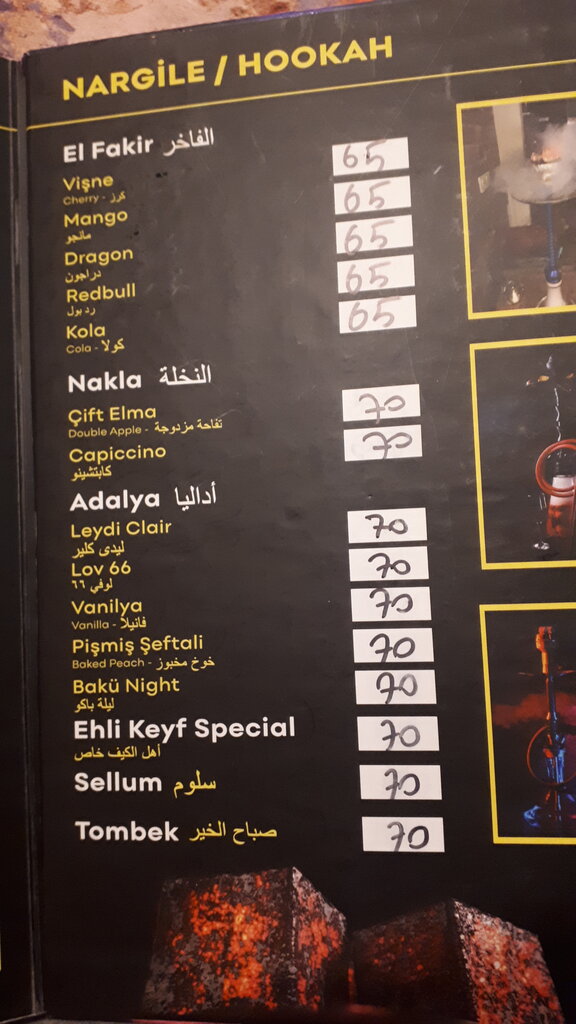 NARGİLE / HOOKAH
El Fakir الفاخر
Vişne 65
Cherry - كرز
Mango 65
مانجو
Dragon 65
دراجون
Redbull 65
رد بول
Kola 65
Cola - كولا
Nakla النخلة
Çift Elma 70
Double Apple - تفاحة مزدوجة
Capiccino 70
كابتشينو
Adalya أداليا
Leydi Clair 70
ليدى كلير
Lov 66 70
لوفي ٦٦
Vanilya 70
Vanilla - فانيلا
Pişmiş Şeftali 70
Baked Peach - خوخ مخبوز
Bakü Night 70
ليلة باكو
Ehli Keyf Special 70
أهل الكيف خاص
Sellum سلوم 70
Tombek صباح الخير 70